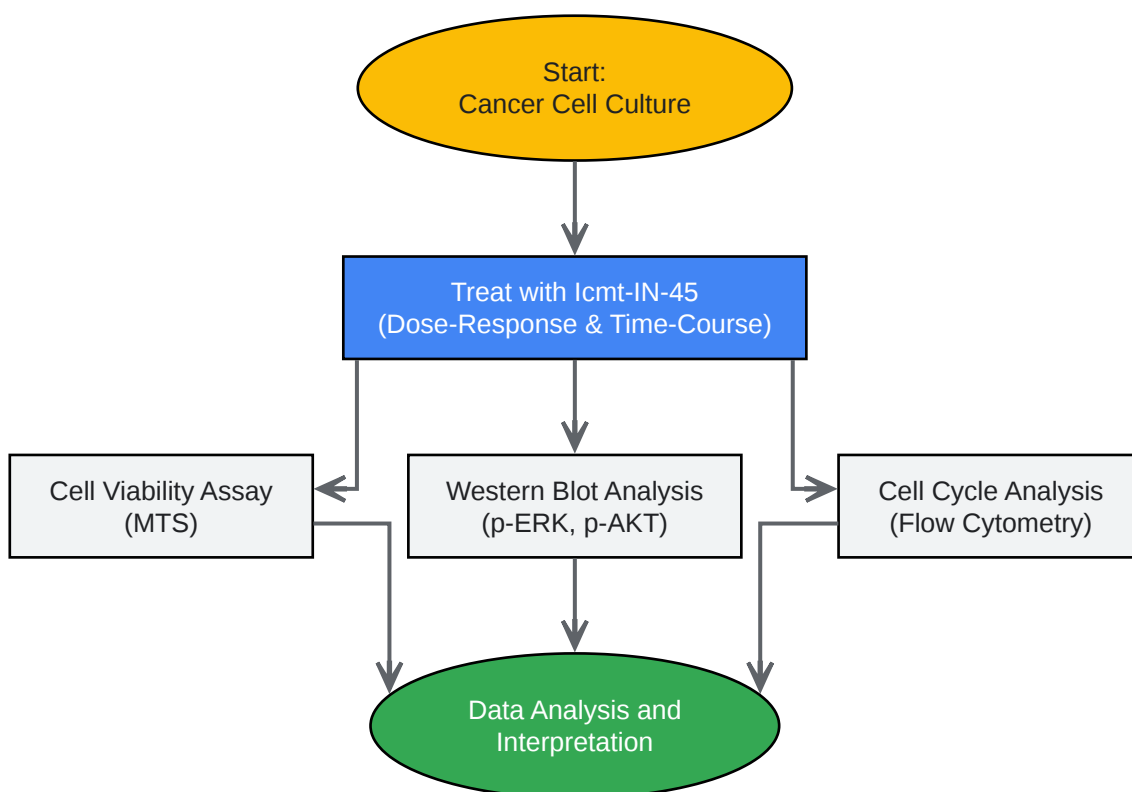 Start:
Cancer Cell Culture
Treat with Icmt-IN-45
(Dose-Response & Time-Course)
Cell Viability Assay
(MTS)
Western Blot Analysis
(p-ERK, p-AKT)
Cell Cycle Analysis
(Flow Cytometry)
Data Analysis and
Interpretation